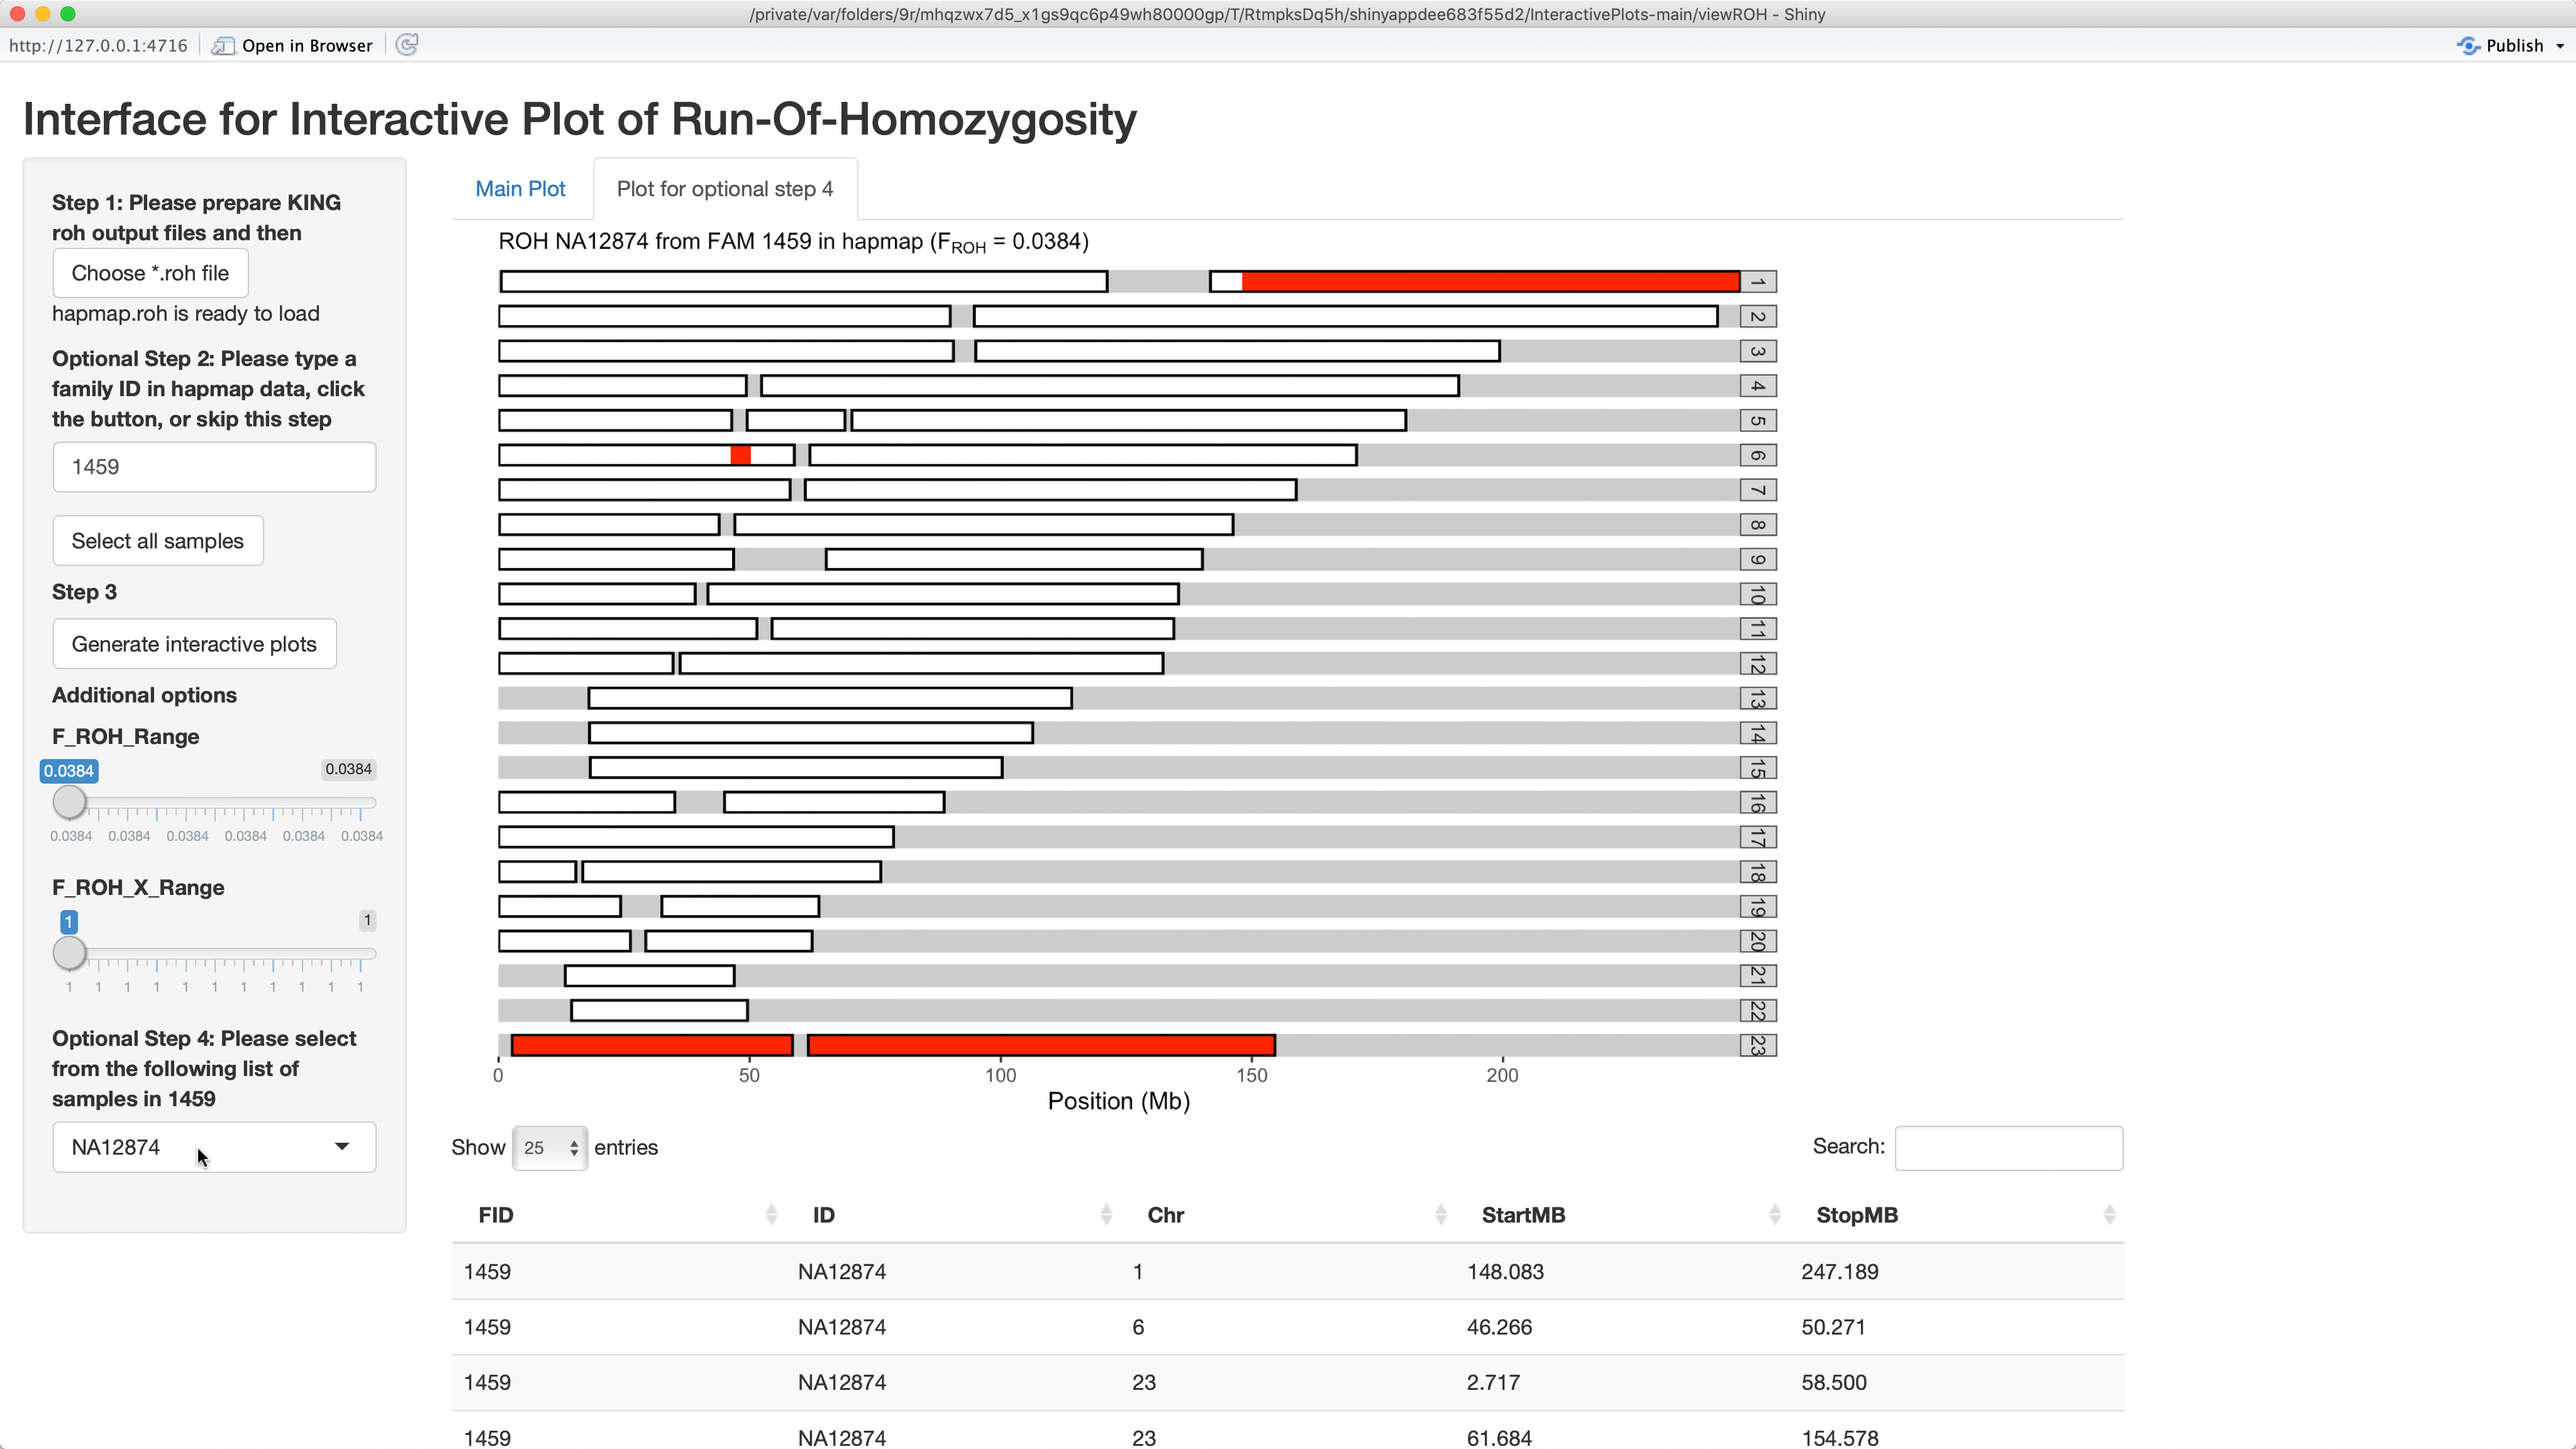 /private/var/folders/9r/mhqzwx7d5_x1gs9qc6p49wh80000gp/T/RtmpksDq5h/shinyappdee683f55d2/InteractivePlots-main/viewROH - Shiny
http://127.0.0.1:4716 Open in Browser Publish
Interface for Interactive Plot of Run-Of-Homozygosity
Step 1: Please prepare KING
roh output files and then
Choose *.roh file
hapmap.roh is ready to load
Optional Step 2: Please type a
family ID in hapmap data, click
the button, or skip this step
1459
Select all samples
Step 3
Generate interactive plots
Additional options
F_ROH_Range
0.0384 0.0384
0.0384 0.0384 0.0384 0.0384 0.0384 0.0384
F_ROH_X_Range
1 1
1 1 1 1 1 1 1 1 1 1 1
Optional Step 4: Please select
from the following list of
samples in 1459
NA12874
Main Plot Plot for optional step 4
ROH NA12874 from FAM 1459 in hapmap (FROH = 0.0384)
1
2
3
4
5
6
7
8
9
10
11
12
13
14
15
16
17
18
19
20
21
22
23
0 50 100 150 200
Position (Mb)
Show 25 entries Search:
FID ID Chr StartMB StopMB
1459 NA12874 1 148.083 247.189
1459 NA12874 6 46.266 50.271
1459 NA12874 23 2.717 58.500
1459 NA12874 23 61.684 154.578